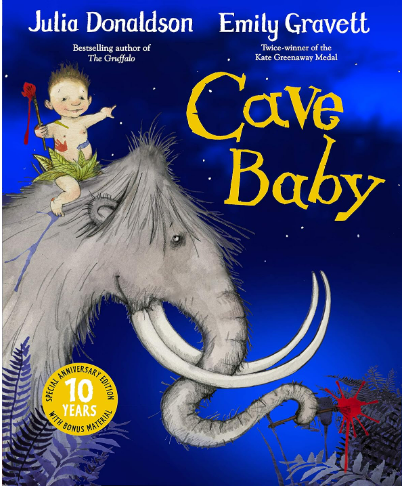 Julia Donaldson Emily Gravett
Bestselling author of
The Gruffalo
Twice-winner of the
Kate Greenaway Medal
Cave
Baby
SPECIAL ANNIVERSARY EDITION
10
YEARS
WITH BONUS MATERIAL